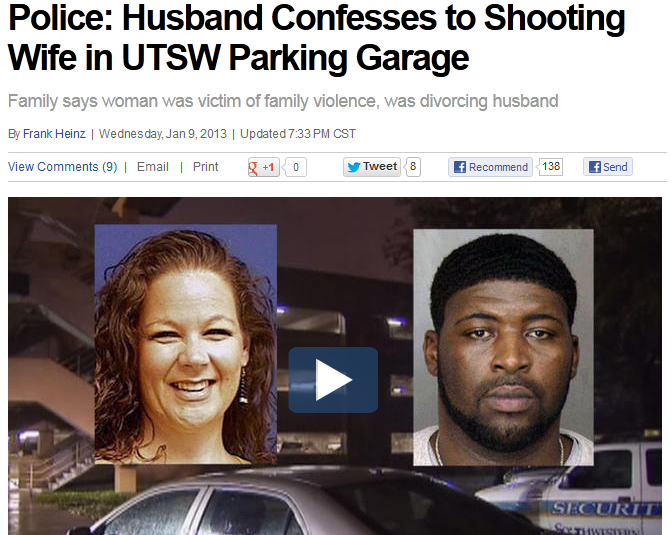 Police: Husband Confesses to Shooting
Wife in UTSW Parking Garage
Family says woman was victim of family violence, was divorcing husband
By Frank Heinz | Wednesday, Jan 9, 2013 | Updated 7:33 PM CST
View Comments (9) | Email | Print +1 0 Tweet 8 Recommend 138 Send
SECURIT
SOUTHWESTERN